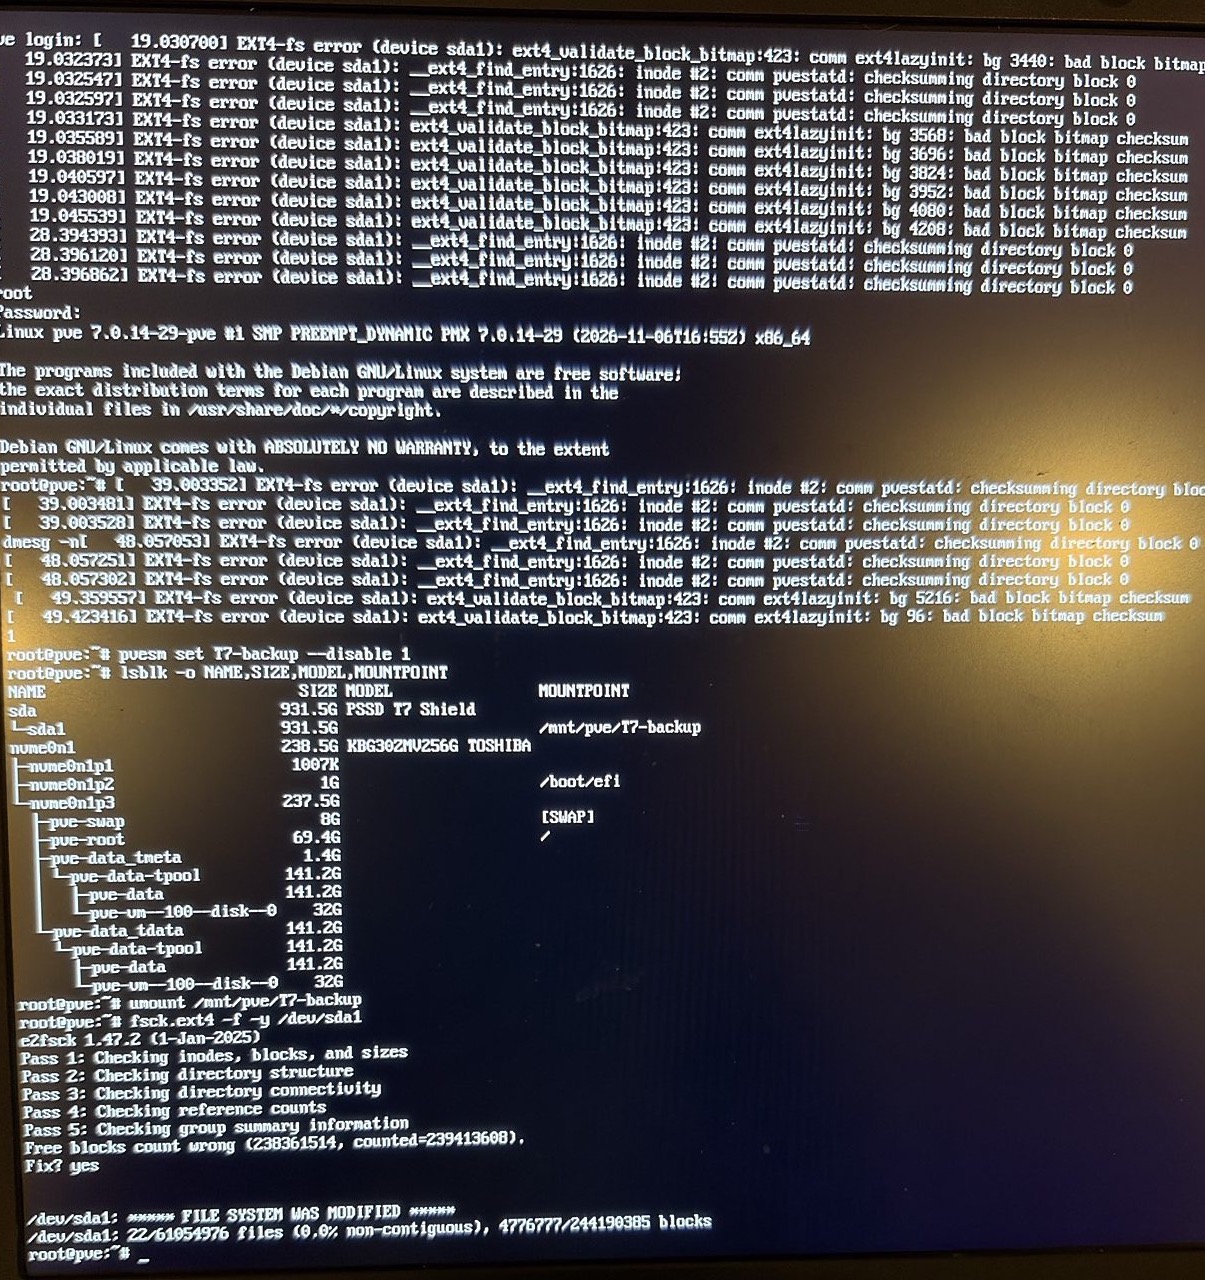 ve login: [   19.030700] EXT4-fs error (device sda1): ext4_validate_block_bitmap:423: comm ext4lazyinit: bg 3440: bad block bitmap
19.032373] EXT4-fs error (device sda1): __ext4_find_entry:1626: inode #2: comm pvestatd: checksumming directory block 0
19.032547] EXT4-fs error (device sda1): __ext4_find_entry:1626: inode #2: comm pvestatd: checksumming directory block 0
19.032597] EXT4-fs error (device sda1): __ext4_find_entry:1626: inode #2: comm pvestatd: checksumming directory block 0
19.033173] EXT4-fs error (device sda1): ext4_validate_block_bitmap:423: comm ext4lazyinit: bg 3568: bad block bitmap checksum
19.035589] EXT4-fs error (device sda1): ext4_validate_block_bitmap:423: comm ext4lazyinit: bg 3696: bad block bitmap checksum
19.038019] EXT4-fs error (device sda1): ext4_validate_block_bitmap:423: comm ext4lazyinit: bg 3824: bad block bitmap checksum
19.040597] EXT4-fs error (device sda1): ext4_validate_block_bitmap:423: comm ext4lazyinit: bg 3952: bad block bitmap checksum
19.043008] EXT4-fs error (device sda1): ext4_validate_block_bitmap:423: comm ext4lazyinit: bg 4080: bad block bitmap checksum
19.045539] EXT4-fs error (device sda1): ext4_validate_block_bitmap:423: comm ext4lazyinit: bg 4208: bad block bitmap checksum
28.394393] EXT4-fs error (device sda1): __ext4_find_entry:1626: inode #2: comm pvestatd: checksumming directory block 0
28.396120] EXT4-fs error (device sda1): __ext4_find_entry:1626: inode #2: comm pvestatd: checksumming directory block 0
28.396862] EXT4-fs error (device sda1): __ext4_find_entry:1626: inode #2: comm pvestatd: checksumming directory block 0
root
Password:
Linux pve 7.0.14-29-pve #1 SMP PREEMPT_DYNAMIC PMX 7.0.14-29 (2026-11-06T16:55Z) x86_64

The programs included with the Debian GNU/Linux system are free software;
the exact distribution terms for each program are described in the
individual files in /usr/share/doc/*/copyright.

Debian GNU/Linux comes with ABSOLUTELY NO WARRANTY, to the extent
permitted by applicable law.
root@pve:~# [   39.003352] EXT4-fs error (device sda1): __ext4_find_entry:1626: inode #2: comm pvestatd: checksumming directory bloc
[   39.003481] EXT4-fs error (device sda1): __ext4_find_entry:1626: inode #2: comm pvestatd: checksumming directory block 0
[   39.003528] EXT4-fs error (device sda1): __ext4_find_entry:1626: inode #2: comm pvestatd: checksumming directory block 0
dmesg -n[   48.057053] EXT4-fs error (device sda1): __ext4_find_entry:1626: inode #2: comm pvestatd: checksumming directory block 0
[   48.057251] EXT4-fs error (device sda1): __ext4_find_entry:1626: inode #2: comm pvestatd: checksumming directory block 0
[   48.057302] EXT4-fs error (device sda1): __ext4_find_entry:1626: inode #2: comm pvestatd: checksumming directory block 0
[   49.359557] EXT4-fs error (device sda1): ext4_validate_block_bitmap:423: comm ext4lazyinit: bg 5216: bad block bitmap checksum
[   49.423416] EXT4-fs error (device sda1): ext4_validate_block_bitmap:423: comm ext4lazyinit: bg 96: bad block bitmap checksum
1
root@pve:~# pvesm set T7-backup --disable 1
root@pve:~# lsblk -o NAME,SIZE,MODEL,MOUNTPOINT
NAME SIZE MODEL MOUNTPOINT
sda 931.5G PSSD T7 Shield
└─sda1 931.5G /mnt/pve/T7-backup
nvme0n1 238.5G KBG30ZMV256G TOSHIBA
├─nvme0n1p1 1007K
├─nvme0n1p2 1G /boot/efi
└─nvme0n1p3 237.5G
├─pve-swap 8G [SWAP]
├─pve-root 69.4G /
├─pve-data_tmeta 1.4G
│ └─pve-data-tpool 141.2G
│ ├─pve-data 141.2G
│ └─pve-vm--100--disk--0 32G
└─pve-data_tdata 141.2G
└─pve-data-tpool 141.2G
├─pve-data 141.2G
└─pve-vm--100--disk--0 32G
root@pve:~# umount /mnt/pve/T7-backup
root@pve:~# fsck.ext4 -f -y /dev/sda1
e2fsck 1.47.2 (1-Jan-2025)
Pass 1: Checking inodes, blocks, and sizes
Pass 2: Checking directory structure
Pass 3: Checking directory connectivity
Pass 4: Checking reference counts
Pass 5: Checking group summary information
Free blocks count wrong (238361514, counted=239413608).
Fix? yes

/dev/sda1: ***** FILE SYSTEM WAS MODIFIED *****
/dev/sda1: 22/61054976 files (0.0% non-contiguous), 4776777/244190385 blocks
root@pve:~# _